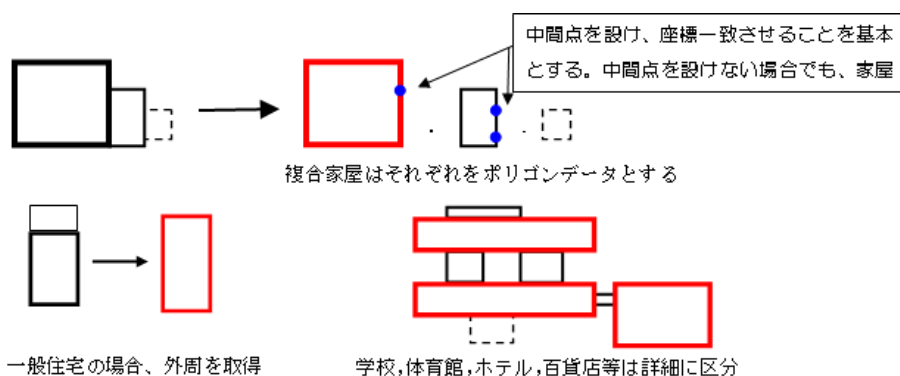 中間点を設け、座標一致させることを基本
とする。中間点を設けない場合でも、家屋
複合家屋はそれぞれをポリゴンデータとする
一般住宅の場合、外周を取得
学校,体育館,ホテル,百貨店等は詳細に区分